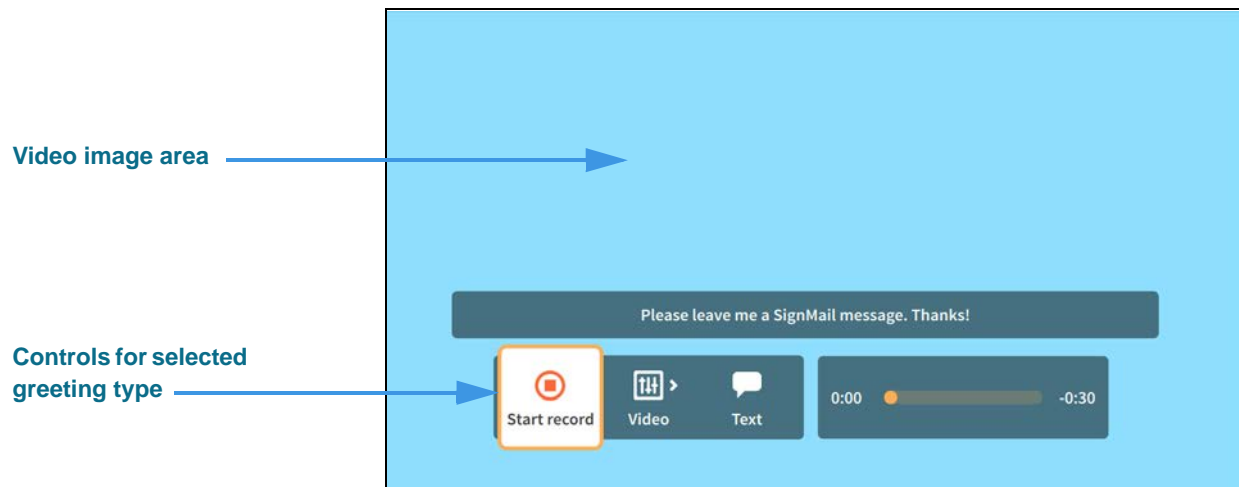 Video image area
Please leave me a SignMail message. Thanks!
Controls for selected
greeting type
Start record
Video
Text
0:00
-0:30